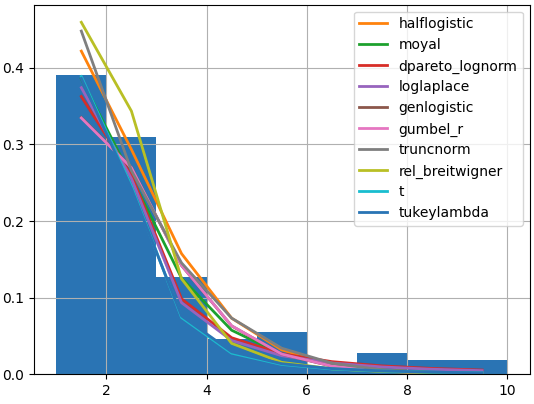 halflogistic
moyal
dpareto_lognorm
loglaplace
genlogistic
gumbel_r
truncnorm
rel_breitwigner
t
tukeylambda
0.4
0.3
0.2
0.1
0.0
2 4 6 8 10